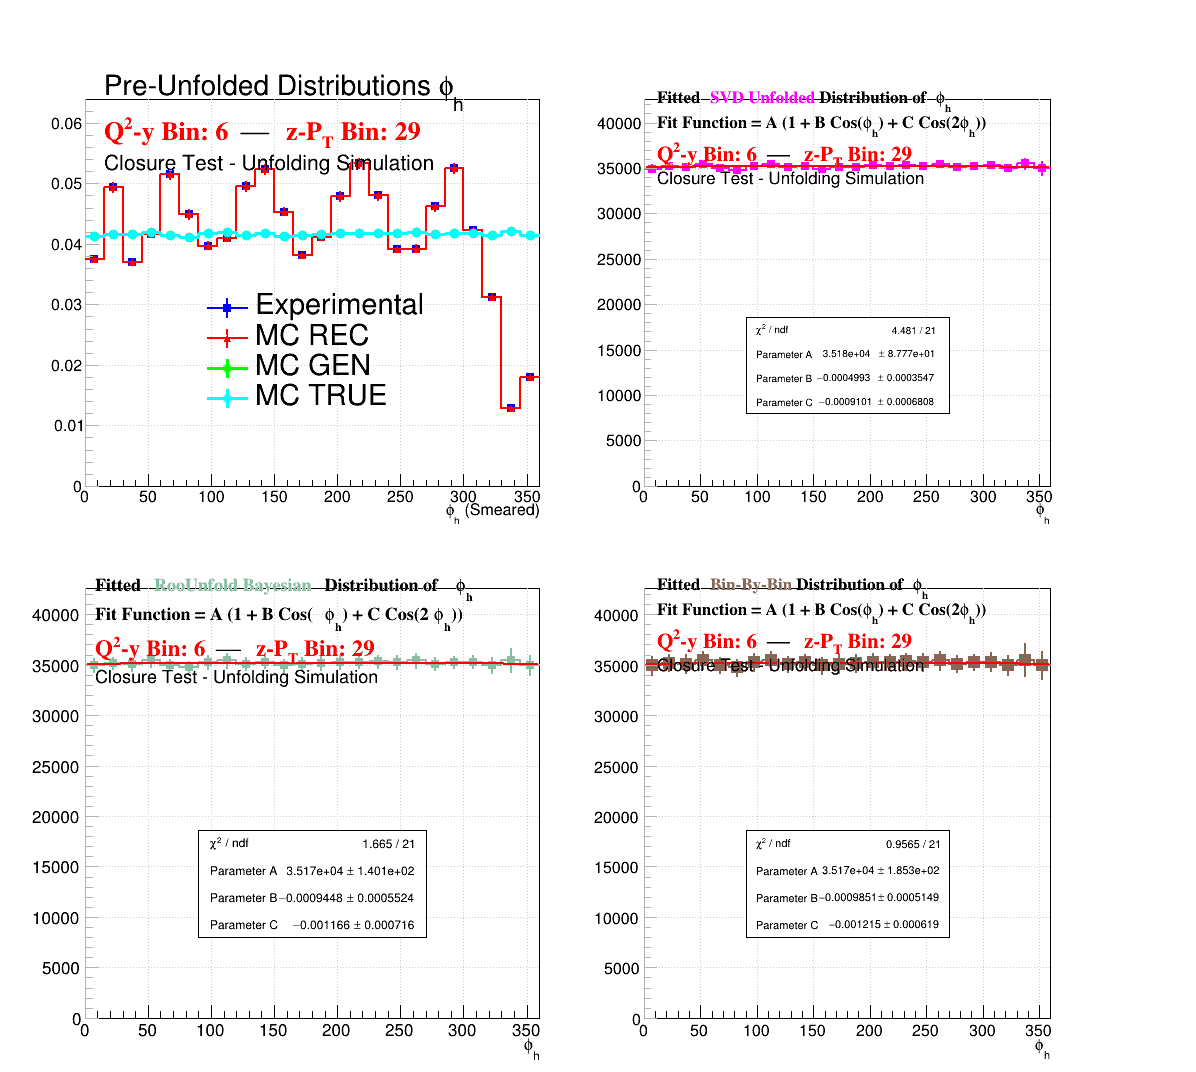 Pre-Unfolded Distributions ϕh
Q²-y Bin: 6 — z-PT Bin: 29
Closure Test - Unfolding Simulation
0.06
0.05
0.04
0.03
0.02
0.01
0
Experimental
MC REC
MC GEN
MC TRUE
0 50 100 150 200 250 300 350
ϕh (Smeared)
Fitted SVD Unfolded Distribution of ϕh
Fit Function = A (1 + B Cos(ϕh) + C Cos(2ϕh))
Q²-y Bin: 6 — z-PT Bin: 29
Closure Test - Unfolding Simulation
40000
35000
30000
25000
20000
15000
10000
5000
0
χ² / ndf 4.481 / 21
Parameter A 3.518e+04 ± 8.777e+01
Parameter B −0.0004993 ± 0.0003547
Parameter C −0.0009101 ± 0.0006808
0 50 100 150 200 250 300 350
ϕh
Fitted RooUnfold Bayesian Distribution of ϕh
Fit Function = A (1 + B Cos( ϕh) + C Cos(2 ϕh))
Q²-y Bin: 6 — z-PT Bin: 29
Closure Test - Unfolding Simulation
40000
35000
30000
25000
20000
15000
10000
5000
0
χ² / ndf 1.665 / 21
Parameter A 3.517e+04 ± 1.401e+02
Parameter B −0.0009448 ± 0.0005524
Parameter C −0.001166 ± 0.000716
0 50 100 150 200 250 300 350
ϕh
Fitted Bin-By-Bin Distribution of ϕh
Fit Function = A (1 + B Cos(ϕh) + C Cos(2ϕh))
Q²-y Bin: 6 — z-PT Bin: 29
Closure Test - Unfolding Simulation
40000
35000
30000
25000
20000
15000
10000
5000
0
χ² / ndf 0.9565 / 21
Parameter A 3.517e+04 ± 1.853e+02
Parameter B −0.0009851 ± 0.0005149
Parameter C −0.001215 ± 0.000619
0 50 100 150 200 250 300 350
ϕh